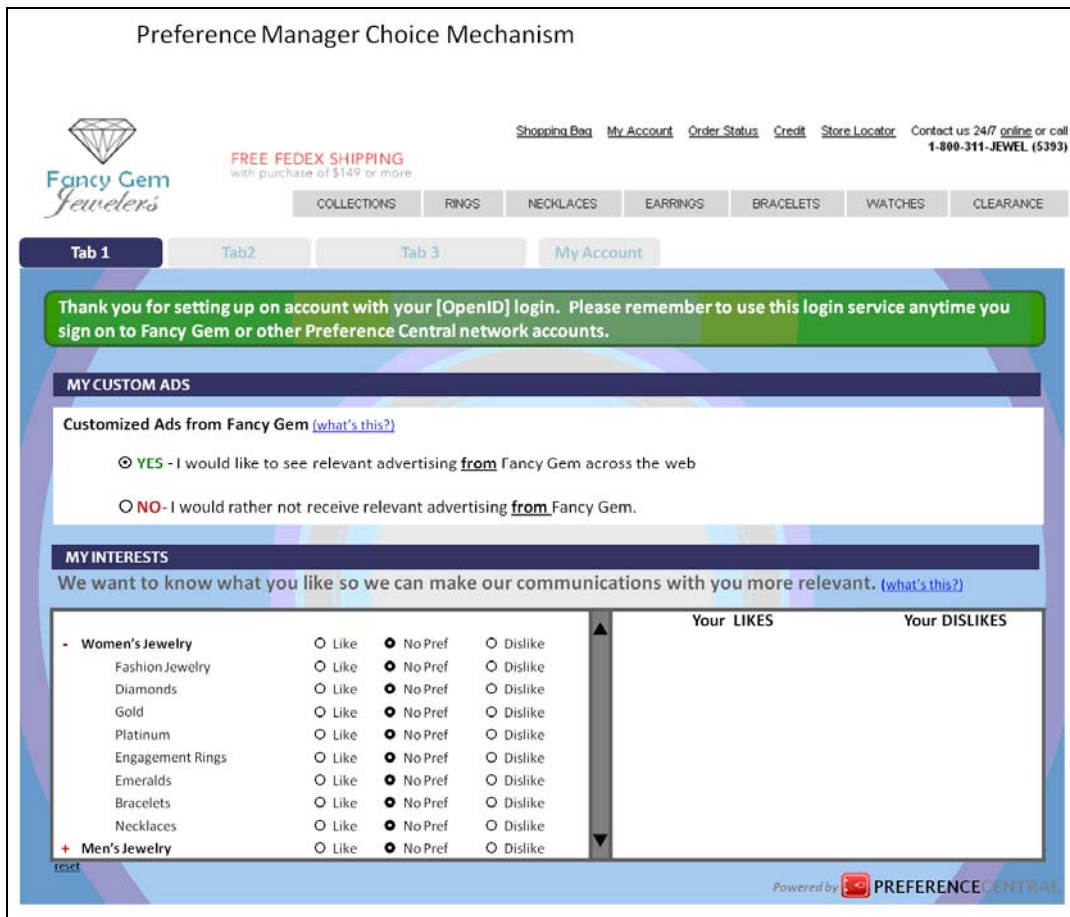 Preference Manager Choice Mechanism
Shopping Bag My Account Order Status Credit Store Locator Contact us 24/7 online or call
1-800-311-JEWEL (5393)
FREE FEDEX SHIPPING
with purchase of $149 or more
Fancy Gem
Jewelers
COLLECTIONS RINGS NECKLACES EARRINGS BRACELETS WATCHES CLEARANCE
Tab 1 Tab2 Tab 3 My Account
Thank you for setting up on account with your [OpenID] login. Please remember to use this login service anytime you
sign on to Fancy Gem or other Preference Central network accounts.
MY CUSTOM ADS
Customized Ads from Fancy Gem (what's this?)
YES - I would like to see relevant advertising from Fancy Gem across the web
NO- I would rather not receive relevant advertising from Fancy Gem.
MY INTERESTS
We want to know what you like so we can make our communications with you more relevant. (what's this?)
Your LIKES Your DISLIKES
- Women's Jewelry Like No Pref Dislike
Fashion Jewelry Like No Pref Dislike
Diamonds Like No Pref Dislike
Gold Like No Pref Dislike
Platinum Like No Pref Dislike
Engagement Rings Like No Pref Dislike
Emeralds Like No Pref Dislike
Bracelets Like No Pref Dislike
Necklaces Like No Pref Dislike
+ Men's Jewelry Like No Pref Dislike
reset
Powered by PREFERENCECENTRAL